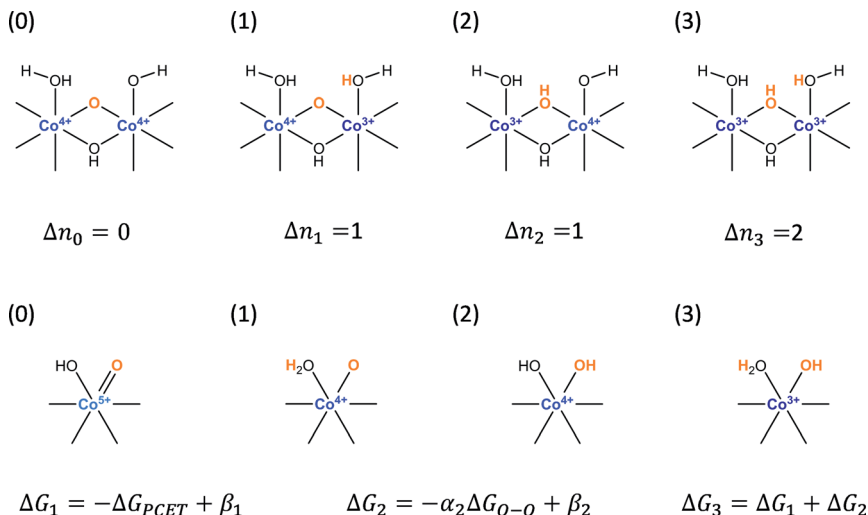 (0) (1) (2) (3)
H OH O H H OH H O H H OH O H H OH H O H
O O H O H O
Co4+ Co4+ Co4+ Co3+ Co3+ Co4+ Co3+ Co3+
O H O H O H O H
Δn₀ = 0 Δn₁ =1 Δn₂ =1 Δn₃ =2
(0) (1) (2) (3)
HO O H₂O O HO OH H₂O OH
Co5+ Co4+ Co4+ Co3+
ΔG₁ = −ΔG_PCET + β₁ ΔG₂ = −α₂ΔG_O−O + β₂ ΔG₃ = ΔG₁ + ΔG₂